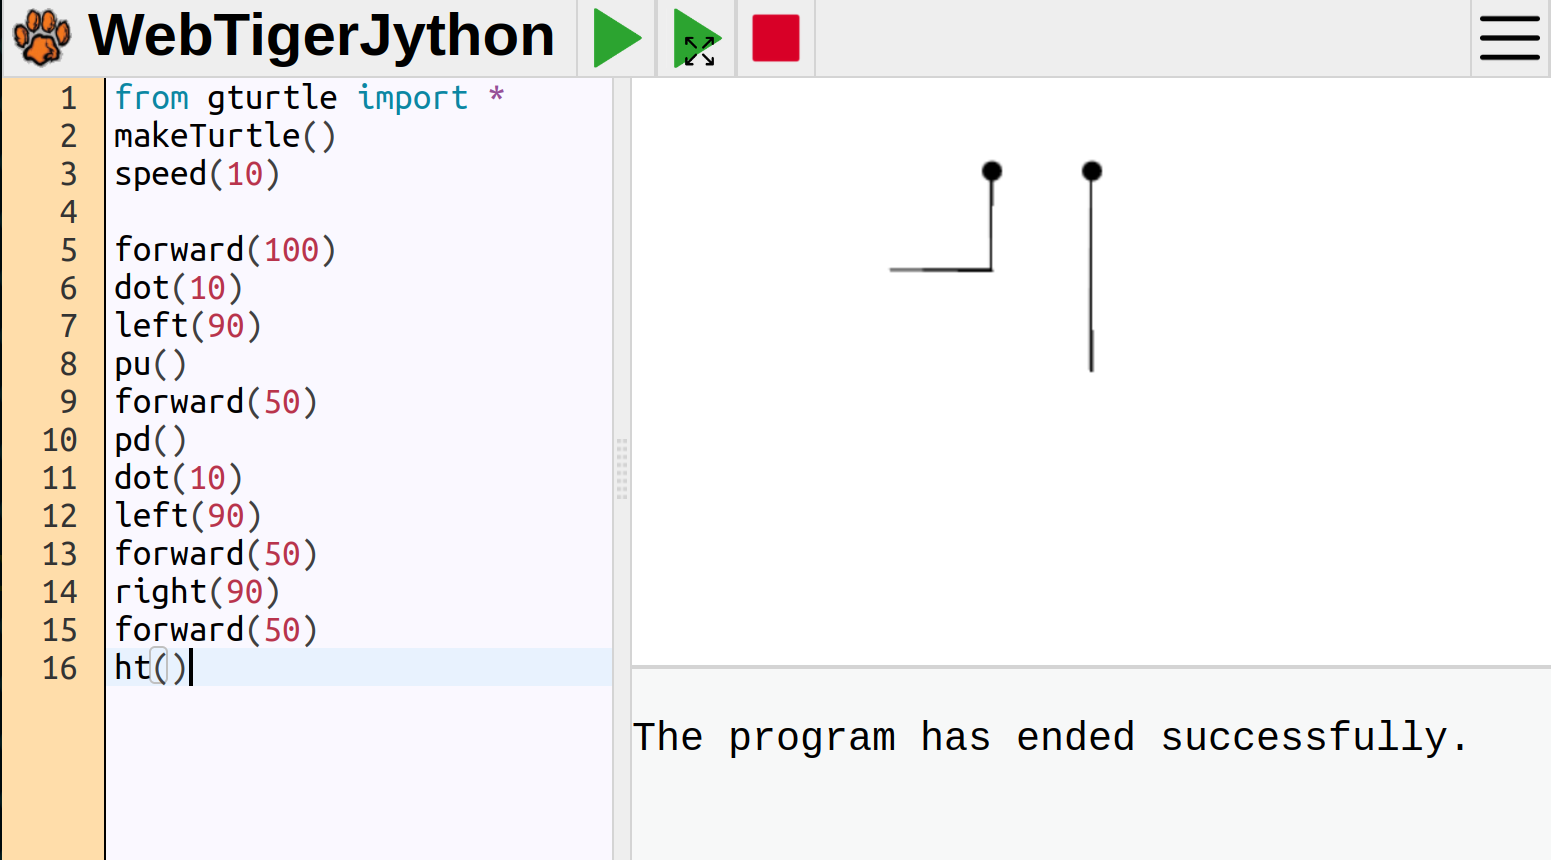 WebTigerJython
1 from gturtle import *
2 makeTurtle()
3 speed(10)
4
5 forward(100)
6 dot(10)
7 left(90)
8 pu()
9 forward(50)
10 pd()
11 dot(10)
12 left(90)
13 forward(50)
14 right(90)
15 forward(50)
16 ht()
The program has ended successfully.